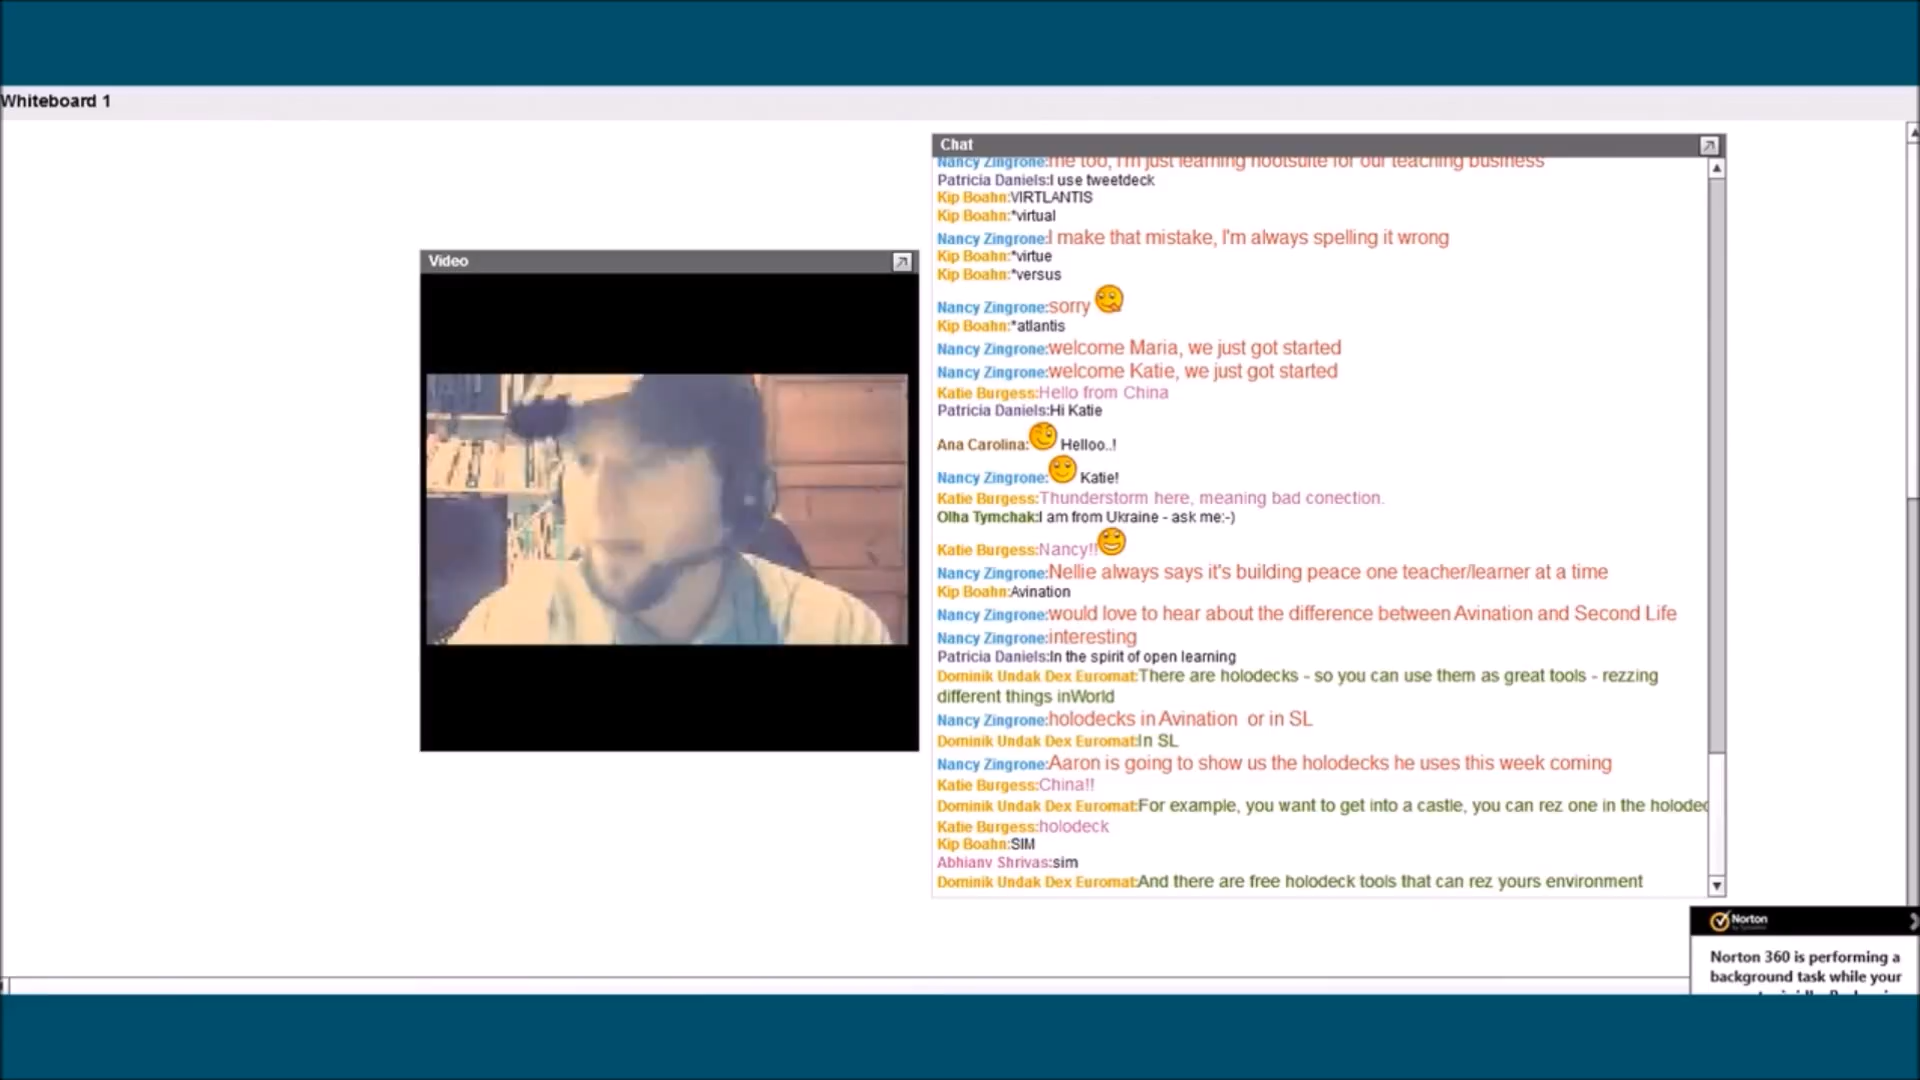 Whiteboard 1
Chat
Nancy Zingrone:me too, I'm just learning hootsuite for our teaching business
Patricia Daniels:I use tweetdeck
Kip Boahn:VIRTLANTIS
Kip Boahn:*virtual
Nancy Zingrone:I make that mistake, I'm always spelling it wrong
Kip Boahn:*virtue
Kip Boahn:*versus
Nancy Zingrone:sorry
Kip Boahn:*atlantis
Nancy Zingrone:welcome Maria, we just got started
Nancy Zingrone:welcome Katie, we just got started
Katie Burgess:Hello from China
Patricia Daniels:Hi Katie
Ana Carolina: Helloo..!
Nancy Zingrone: Katie!
Katie Burgess:Thunderstorm here, meaning bad conection.
Olha Tymchak:I am from Ukraine - ask me:-)
Katie Burgess:Nancy!!
Nancy Zingrone:Nellie always says it's building peace one teacher/learner at a time
Kip Boahn:Avination
Nancy Zingrone:would love to hear about the difference between Avination and Second Life
Nancy Zingrone:interesting
Patricia Daniels:In the spirit of open learning
Dominik Undak Dex Euromat:There are holodecks - so you can use them as great tools - rezzing
different things inWorld
Nancy Zingrone:holodecks in Avination or in SL
Dominik Undak Dex Euromat:In SL
Nancy Zingrone:Aaron is going to show us the holodecks he uses this week coming
Katie Burgess:China!!
Dominik Undak Dex Euromat:For example, you want to get into a castle, you can rez one in the holodec
Katie Burgess:holodeck
Kip Boahn:SIM
Abhianv Shrivas:sim
Dominik Undak Dex Euromat:And there are free holodeck tools that can rez yours environment
Video
Norton
Norton 360 is performing a
background task while your